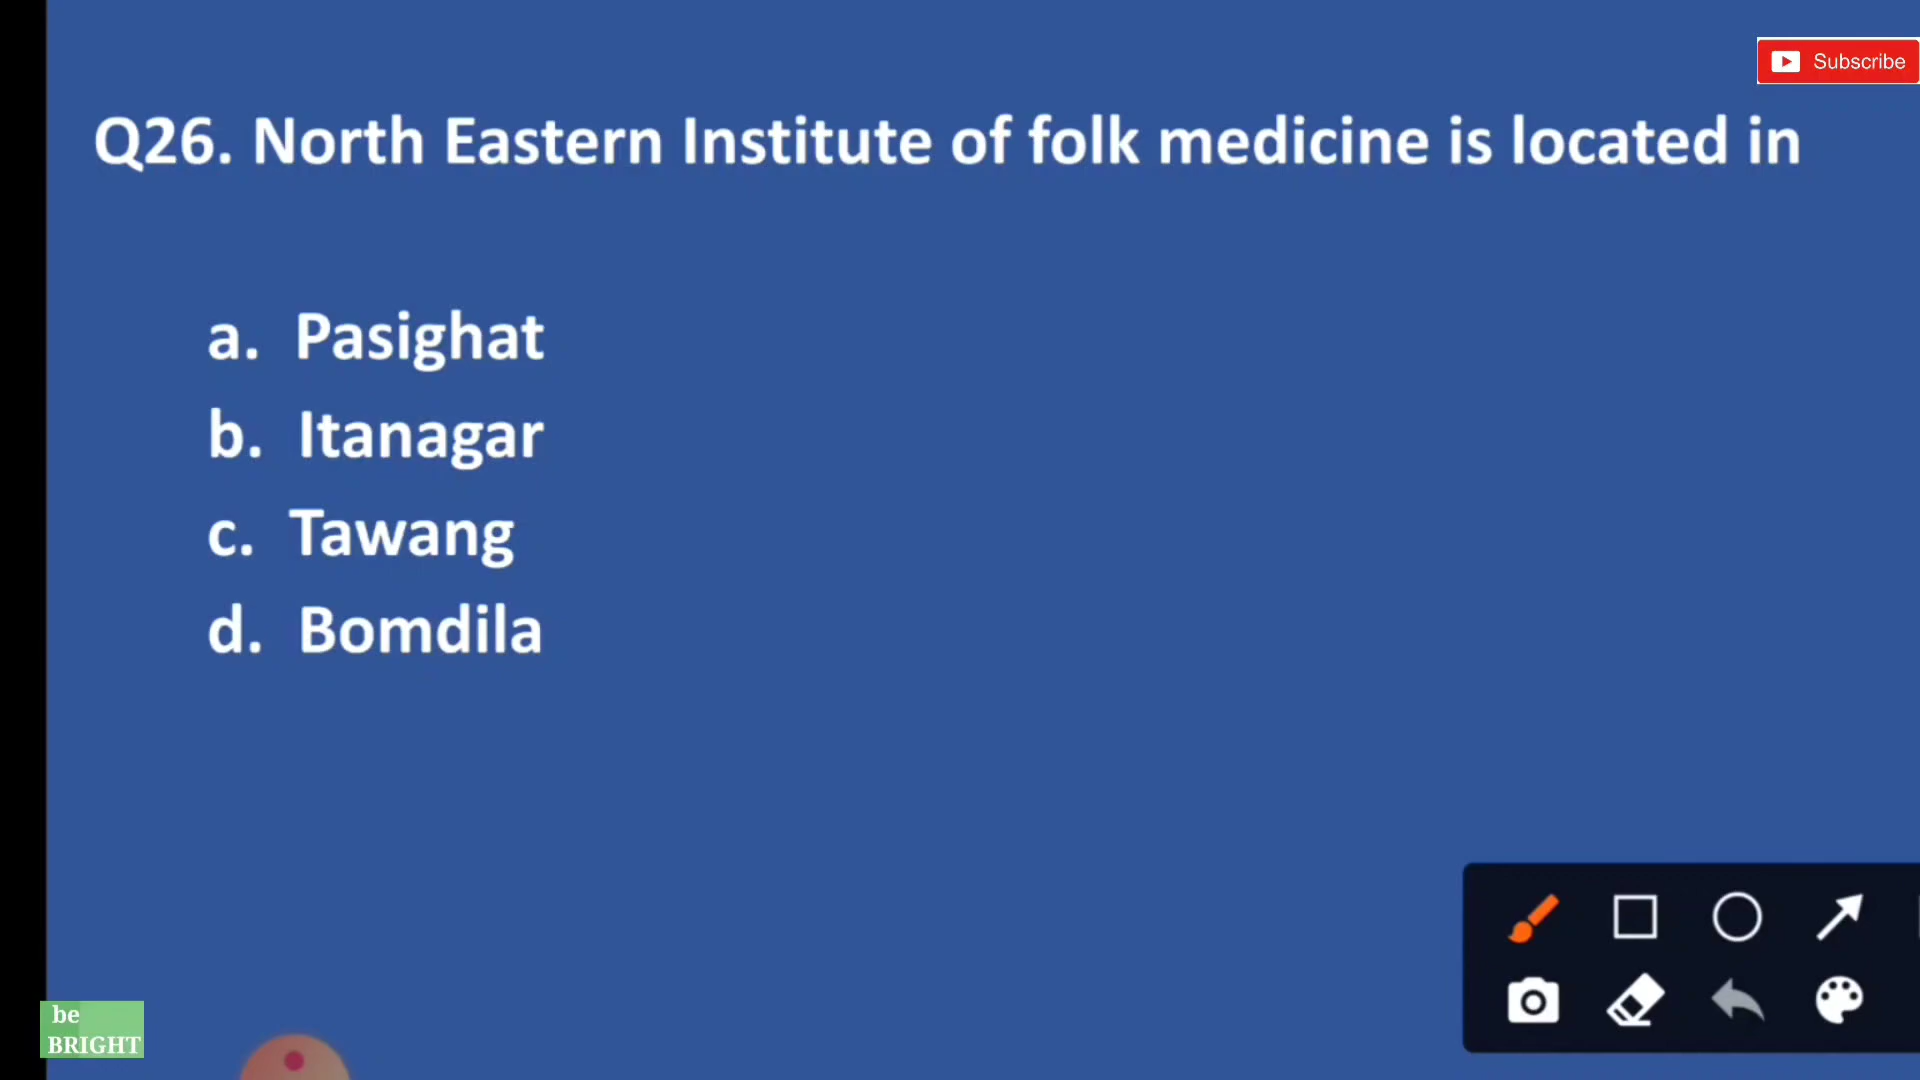 Subscribe
Q26. North Eastern Institute of folk medicine is located in
a. Pasighat
b. Itanagar
c. Tawang
d. Bomdila
be
BRIGHT